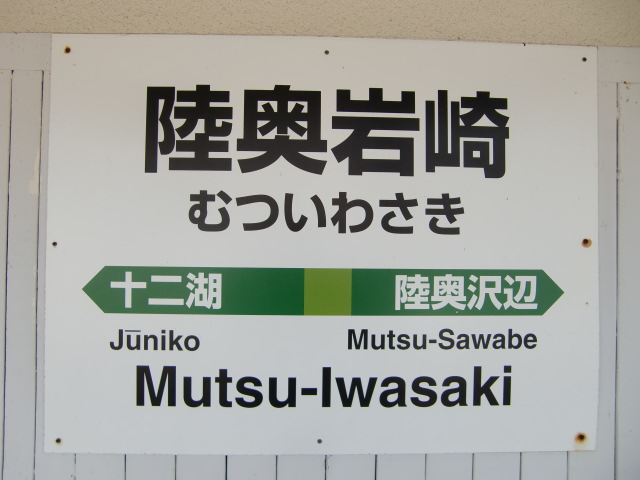 陸奥岩崎
むついわさき
十二湖 陸奥沢辺
Jūniko Mutsu-Sawabe
Mutsu-Iwasaki